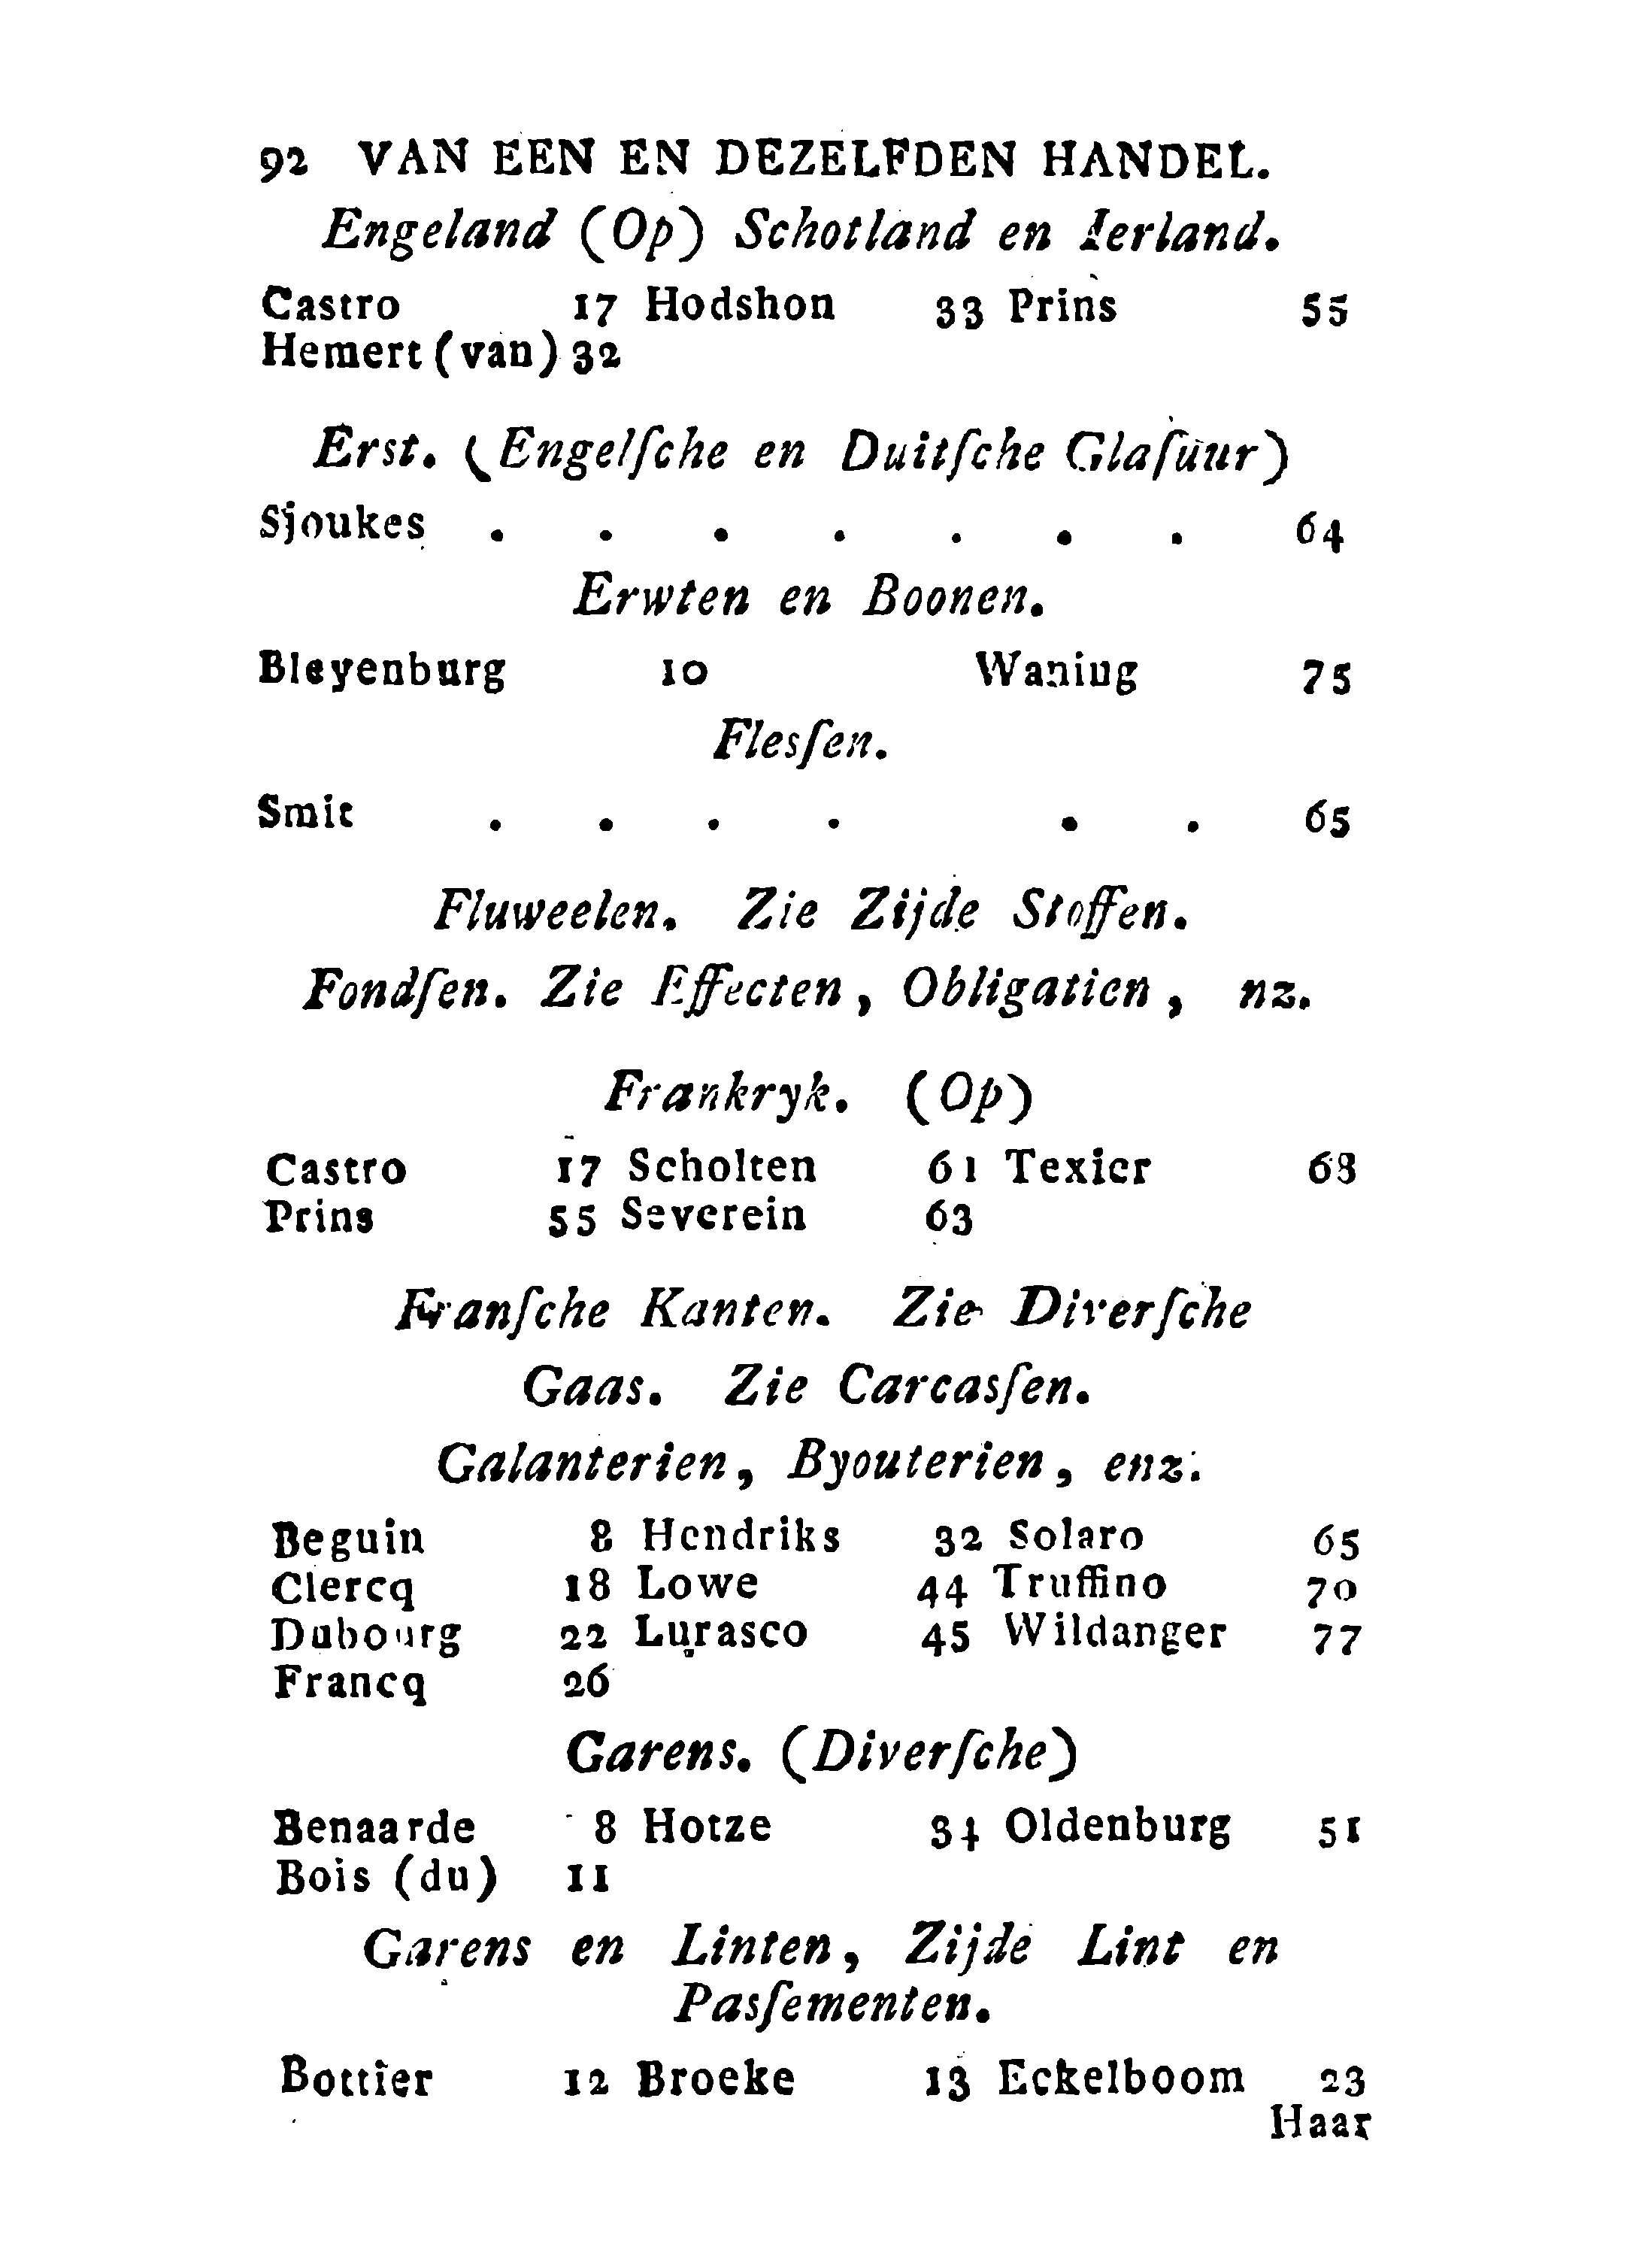 92 VAN EEN EN DEZELFDEN HANDEL.
Engeland (Op) Schotland en Ierland.
Castro 17 Hodshon 33 Prins 55
Hemert (van) 32
Erst. (Engelſche en Duitſche Glaſuur)
Sjoukes . . . . . . . 64
Erwten en Boonen.
Bleyenburg 10 Waning 75
Flesſen.
Smit . . . . . . 65
Fluweelen. Zie Zijde Stoffen.
Fondſen. Zie Effecten, Obligatien, nz.
Frankryk. (Op)
Castro 17 Scholten 61 Texier 68
Prins 55 Severein 63
Franſche Kanten. Zie Diverſche
Gaas. Zie Carcasſen.
Galanterien, Byouterien, enz.
Beguin 8 Hendriks 32 Solaro 65
Clercq 18 Lowe 44 Truffino 70
Dubourg 22 Lurasco 45 Wildanger 77
Francq 26
Garens. (Diverſche)
Benaarde 8 Hotze 34 Oldenburg 51
Bois (du) 11
Garens en Linten, Zijde Lint en
Pasſementen.
Bottier 12 Broeke 13 Eckelboom 23
Haar